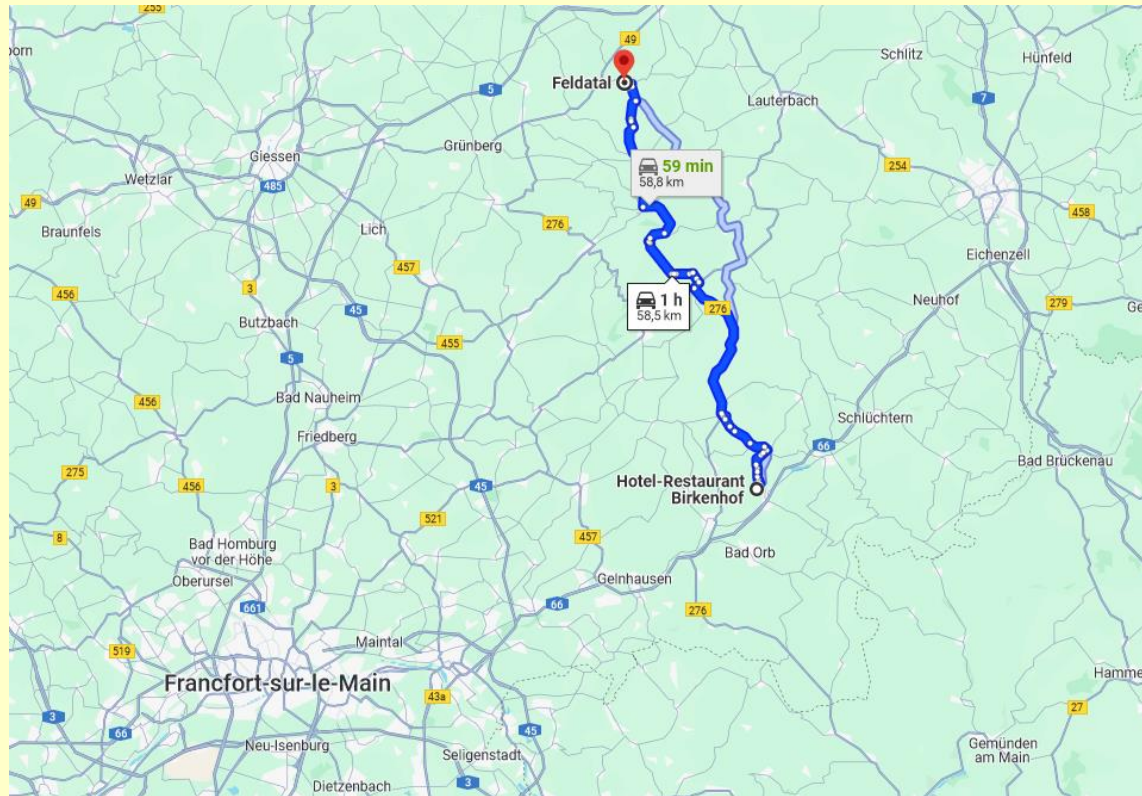 255
49
Schlitz
Hünfeld
born
5
Feldatal
7
Lauterbach
Grünberg
Giessen
Wetzlar
59 min
58,8 km
254
485
49
276
458
Braunfels
Lich
Eichenzell
457
456
3
1 h
58,5 km
276
Neuhof
279
Ge
45
Butzbach
455
5
456
Bad Nauheim
Schlüchtern
Friedberg
66
275
Hotel-Restaurant
Birkenhof
Bad Brückenau
456
3
45
521
8
457
Bad Homburg
vor der Höhe
Bad Orb
Oberursel
Gelnhausen
661
66
276
Maintal
519
Francfort-sur-le-Main
43a
Hamme
27
3
66
45
Neu-Isenburg
Seligenstadt
Gemünden
am Main
3
Dietzenbach